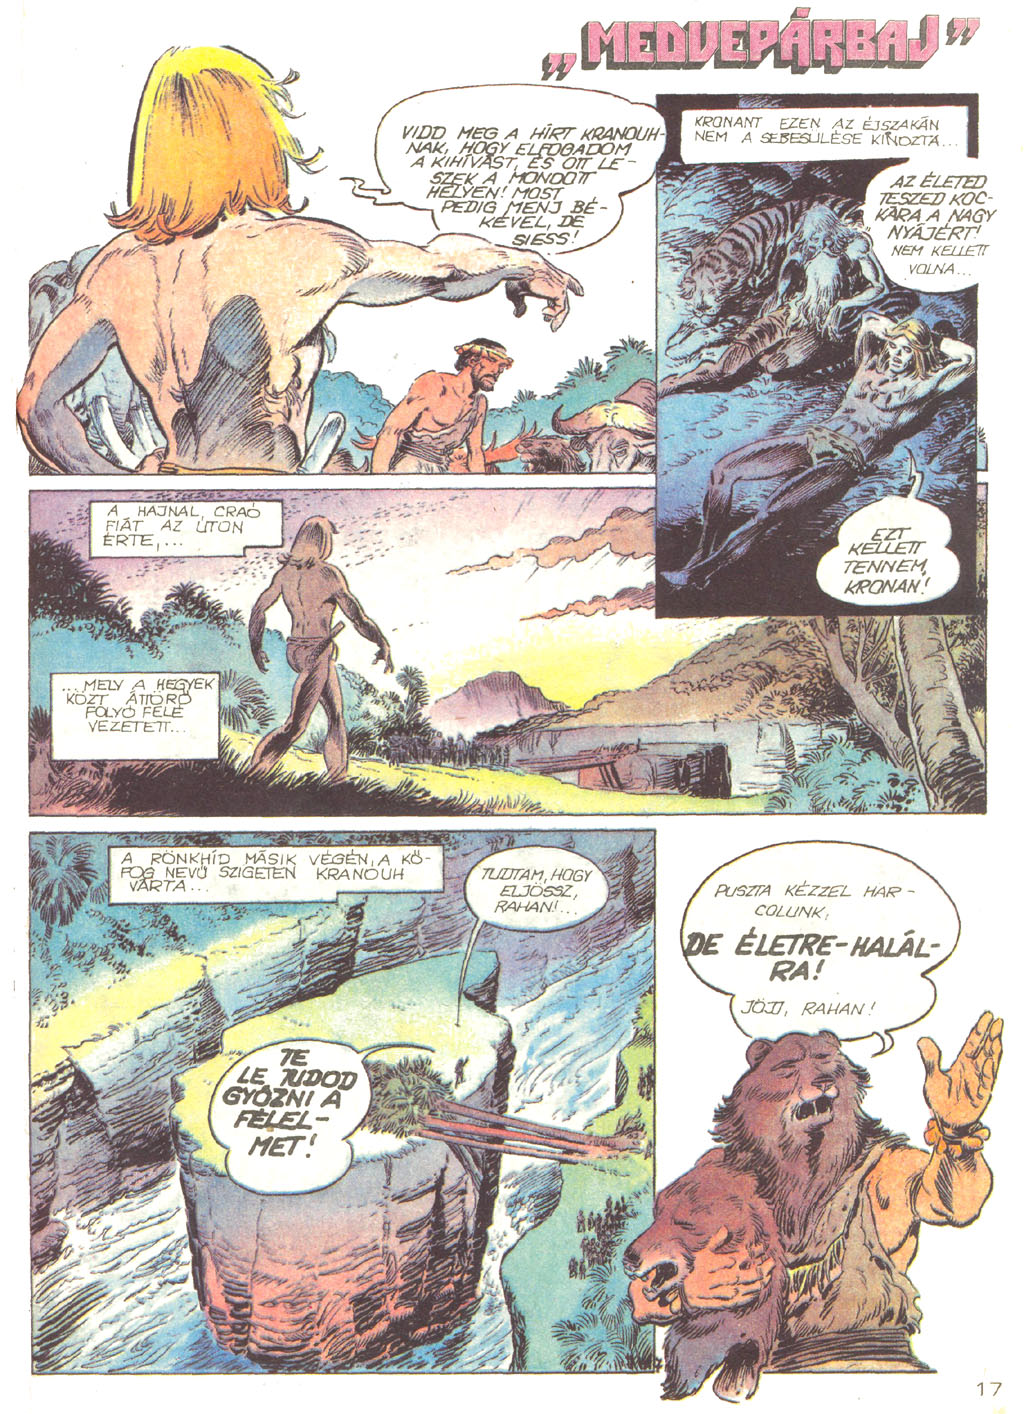 „MEDVEPÁRBAJ”
VIDD MEG A HÍRT KRANOUH-
NAK, HOGY ELFOGADOM
A KIHÍVÁST, ÉS OTT LE-
SZEK A MONDOTT
HELYEN! MOST
PEDIG MENJ BÉ-
KÉVEL, DE
SIESS!
KRONANT EZEN AZ ÉJSZAKÁN
NEM A SEBESÜLÉSE KÍNOZTA...
AZ ÉLETED
TESZED KOC-
KÁRA A NAGY
NYÁJÉRT!
NEM KELLETT
VOLNA...
EZT
KELLETT
TENNEM,
KRONAN!
A HAJNAL, CRAÓ
FIÁT AZ ÚTON
ÉRTE,...
...MELY A HEGYEK
KÖZT ÁTTÖRŐ
FOLYÓ FELÉ
VEZETETT...
A RÖNKHÍD MÁSIK VÉGÉN, A KŐ-
FOG NEVŰ SZIGETEN KRANOUH
VÁRTA...
TUDTAM, HOGY
ELJÖSSZ,
RAHAN!...
TE
LE TUDOD
GYŐZNI A
FÉLEL-
MET!
PUSZTA KÉZZEL HAR-
COLUNK,
DE ÉLETRE-HALÁL-
RA!
JÖJJ, RAHAN!
17